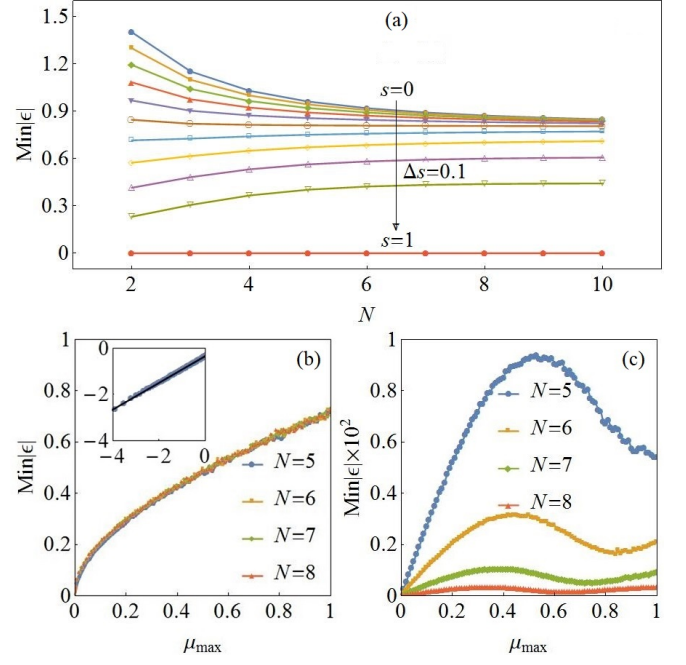 (a)
1.5
1.2
0.9
0.6
0.3
0
Min|ϵ|
s=0
Δs=0.1
s=1
2
4
6
8
10
N
(b)
1
0.8
0.6
0.4
0.2
0
Min|ϵ|
0
−2
−4
−4
−2
0
N=5
N=6
N=7
N=8
0
0.2
0.4
0.6
0.8
1
μmax
(c)
1
0.8
0.6
0.4
0.2
0
Min|ϵ|×10²
N=5
N=6
N=7
N=8
0
0.2
0.4
0.6
0.8
1
μmax